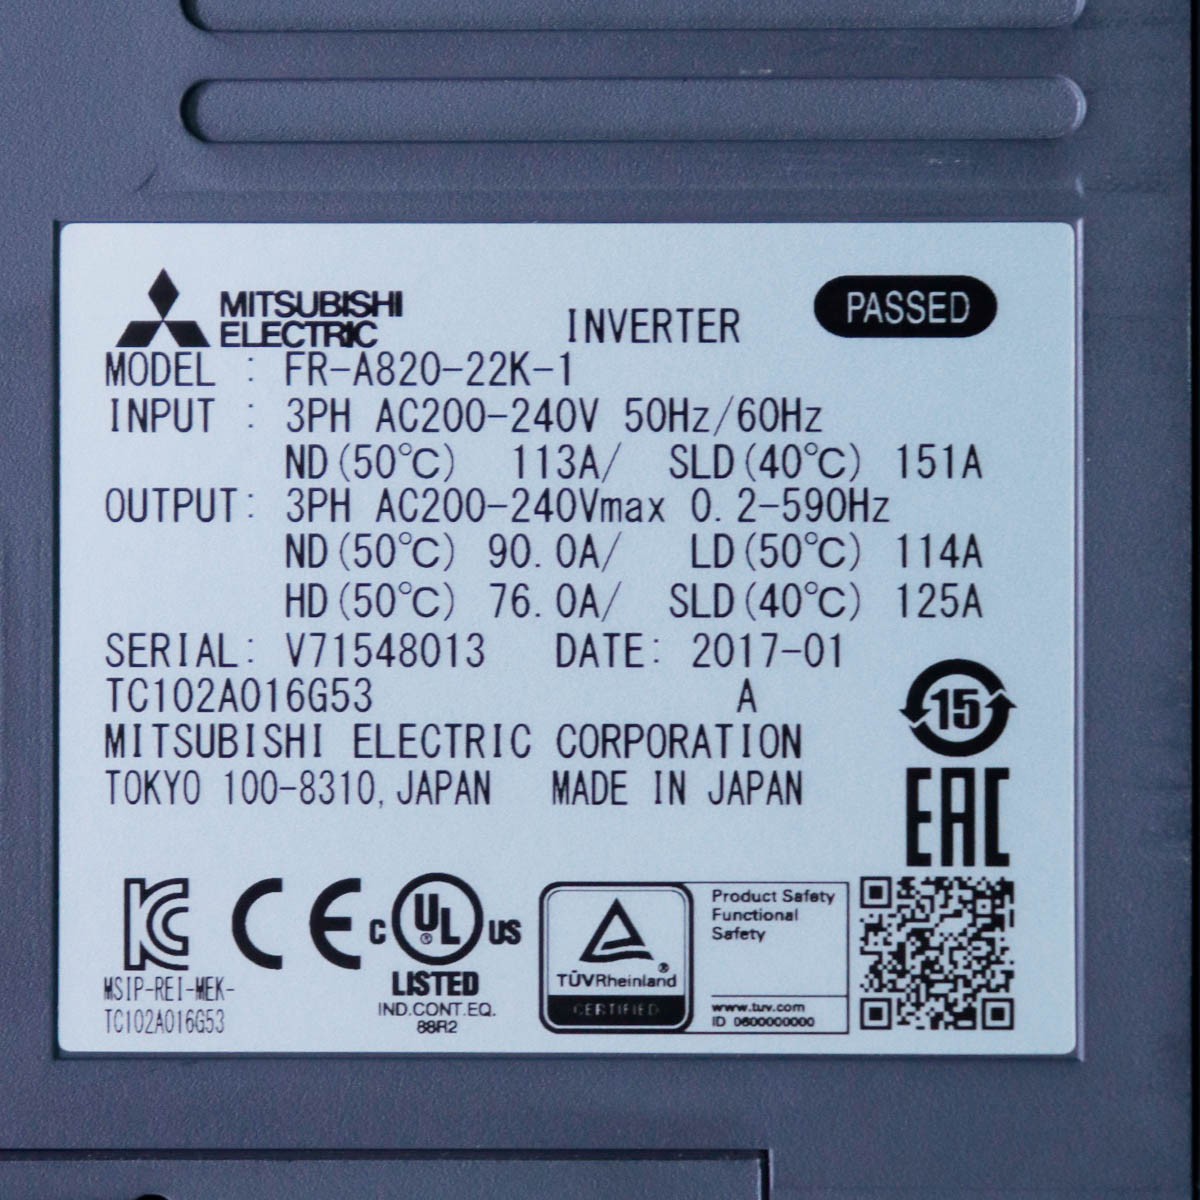 MITSUBISHI
ELECTRIC
INVERTER
PASSED
MODEL : FR-A820-22K-1
INPUT : 3PH AC200-240V 50Hz/60Hz
ND(50℃) 113A/ SLD(40℃) 151A
OUTPUT: 3PH AC200-240Vmax 0.2-590Hz
ND(50℃) 90.0A/ LD(50℃) 114A
HD(50℃) 76.0A/ SLD(40℃) 125A
SERIAL: V71548013 DATE: 2017-01
TC102A016G53 A
MITSUBISHI ELECTRIC CORPORATION
TOKYO 100-8310, JAPAN MADE IN JAPAN
15
EAC
KC
MSIP-REI-MEK-
TC102A016G53
CE
c UL® US
LISTED
IND.CONT.EQ.
88R2
TÜVRheinland®
CERTIFIED
Product Safety
Functional
Safety
www.tuv.com
ID 0600000000